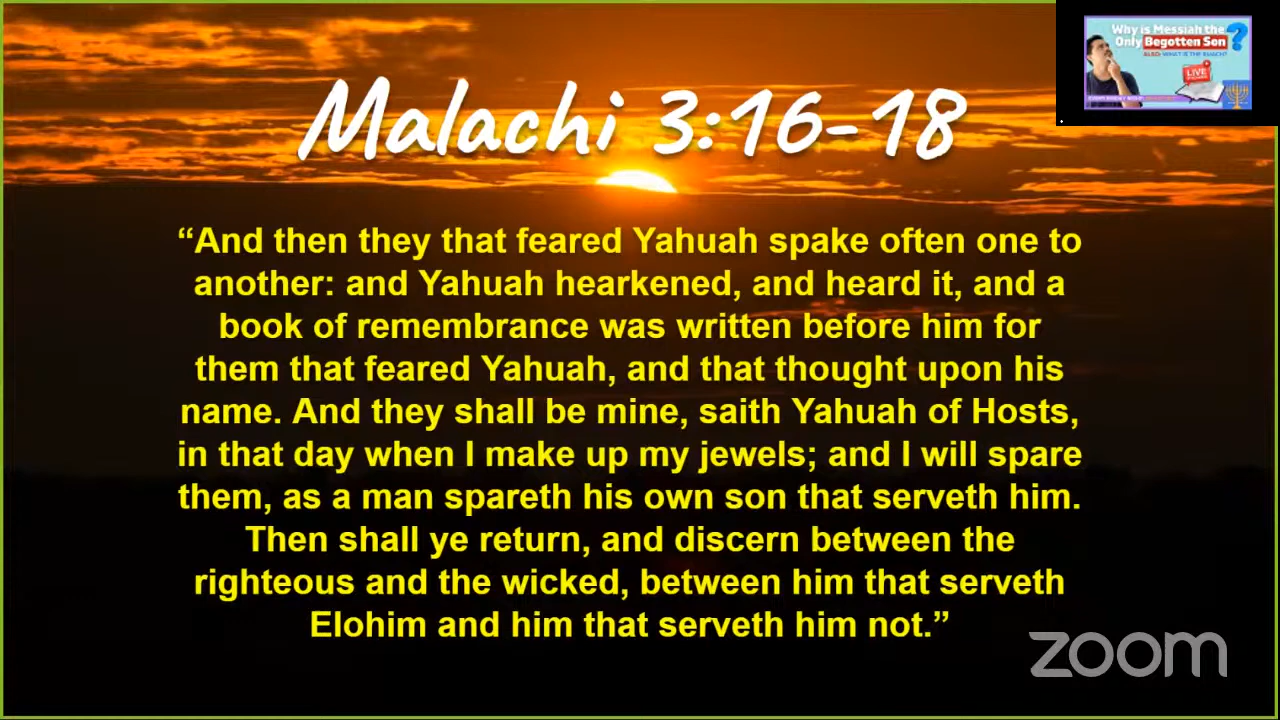 Why is Messiah the
Only Begotten Son
?
ALSO: WHAT IS THE RUACH?
LIVE
Malachi 3:16-18
“And then they that feared Yahuah spake often one to
another: and Yahuah hearkened, and heard it, and a
book of remembrance was written before him for
them that feared Yahuah, and that thought upon his
name. And they shall be mine, saith Yahuah of Hosts,
in that day when I make up my jewels; and I will spare
them, as a man spareth his own son that serveth him.
Then shall ye return, and discern between the
righteous and the wicked, between him that serveth
Elohim and him that serveth him not.”
zoom